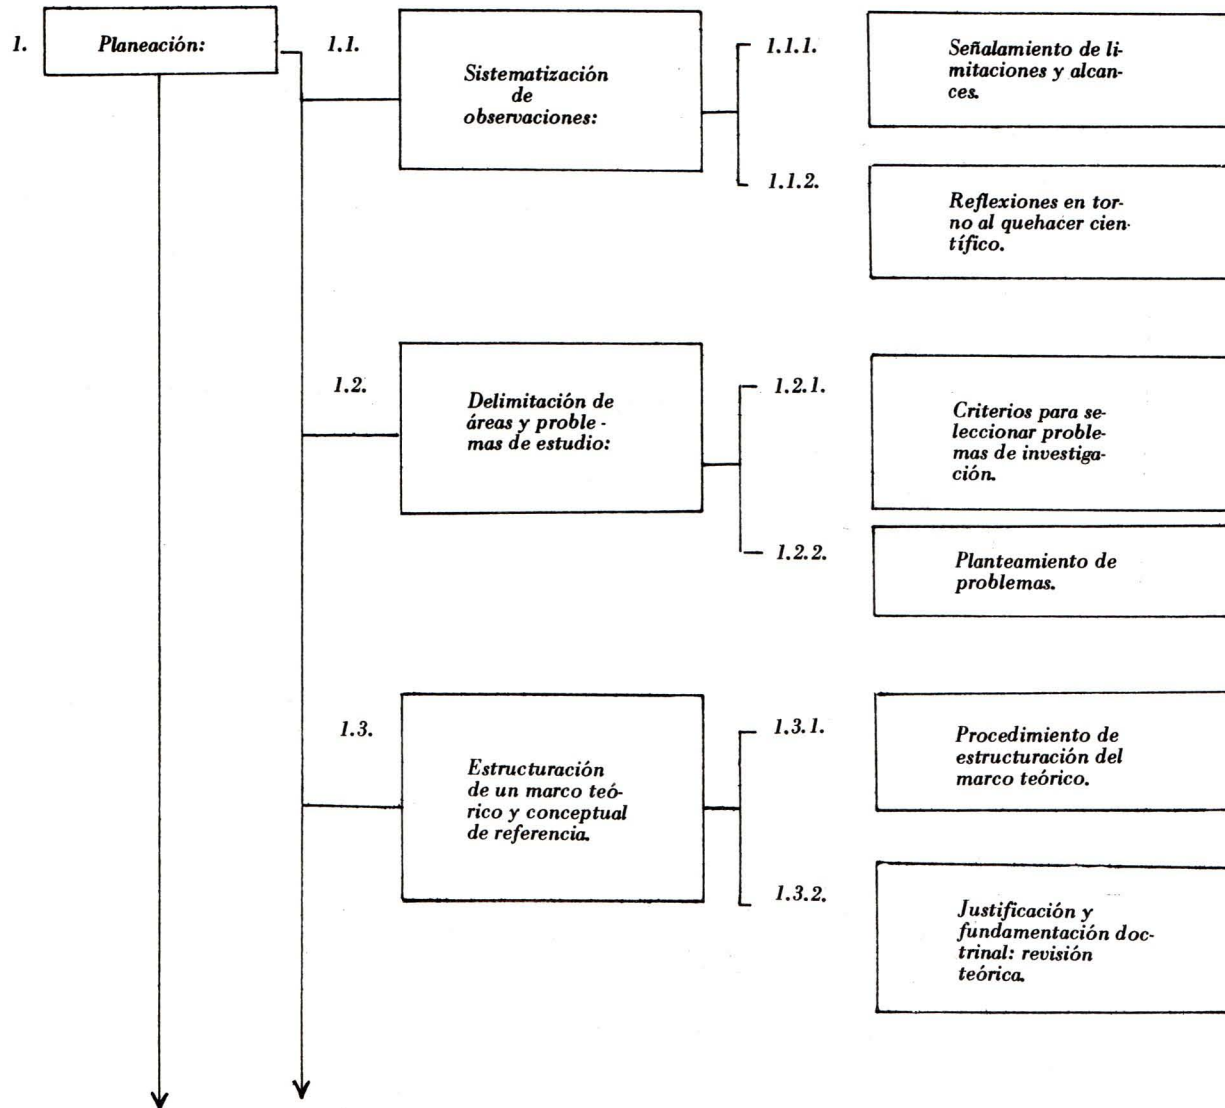 1. Planeación:
1.1.
Sistematización
de
observaciones:
1.1.1.
Señalamiento de li-
mitaciones y alcan-
ces.
1.1.2.
Reflexiones en tor-
no al quehacer cien-
tífico.
1.2.
Delimitación de
áreas y proble -
mas de estudio:
1.2.1.
Criterios para se-
leccionar proble-
mas de investiga-
ción.
1.2.2.
Planteamiento de
problemas.
1.3.
Estructuración
de un marco teó-
rico y conceptual
de referencia.
1.3.1.
Procedimiento de
estructuración del
marco teórico.
1.3.2.
Justificación y
fundamentación doc-
trinal: revisión
teórica.